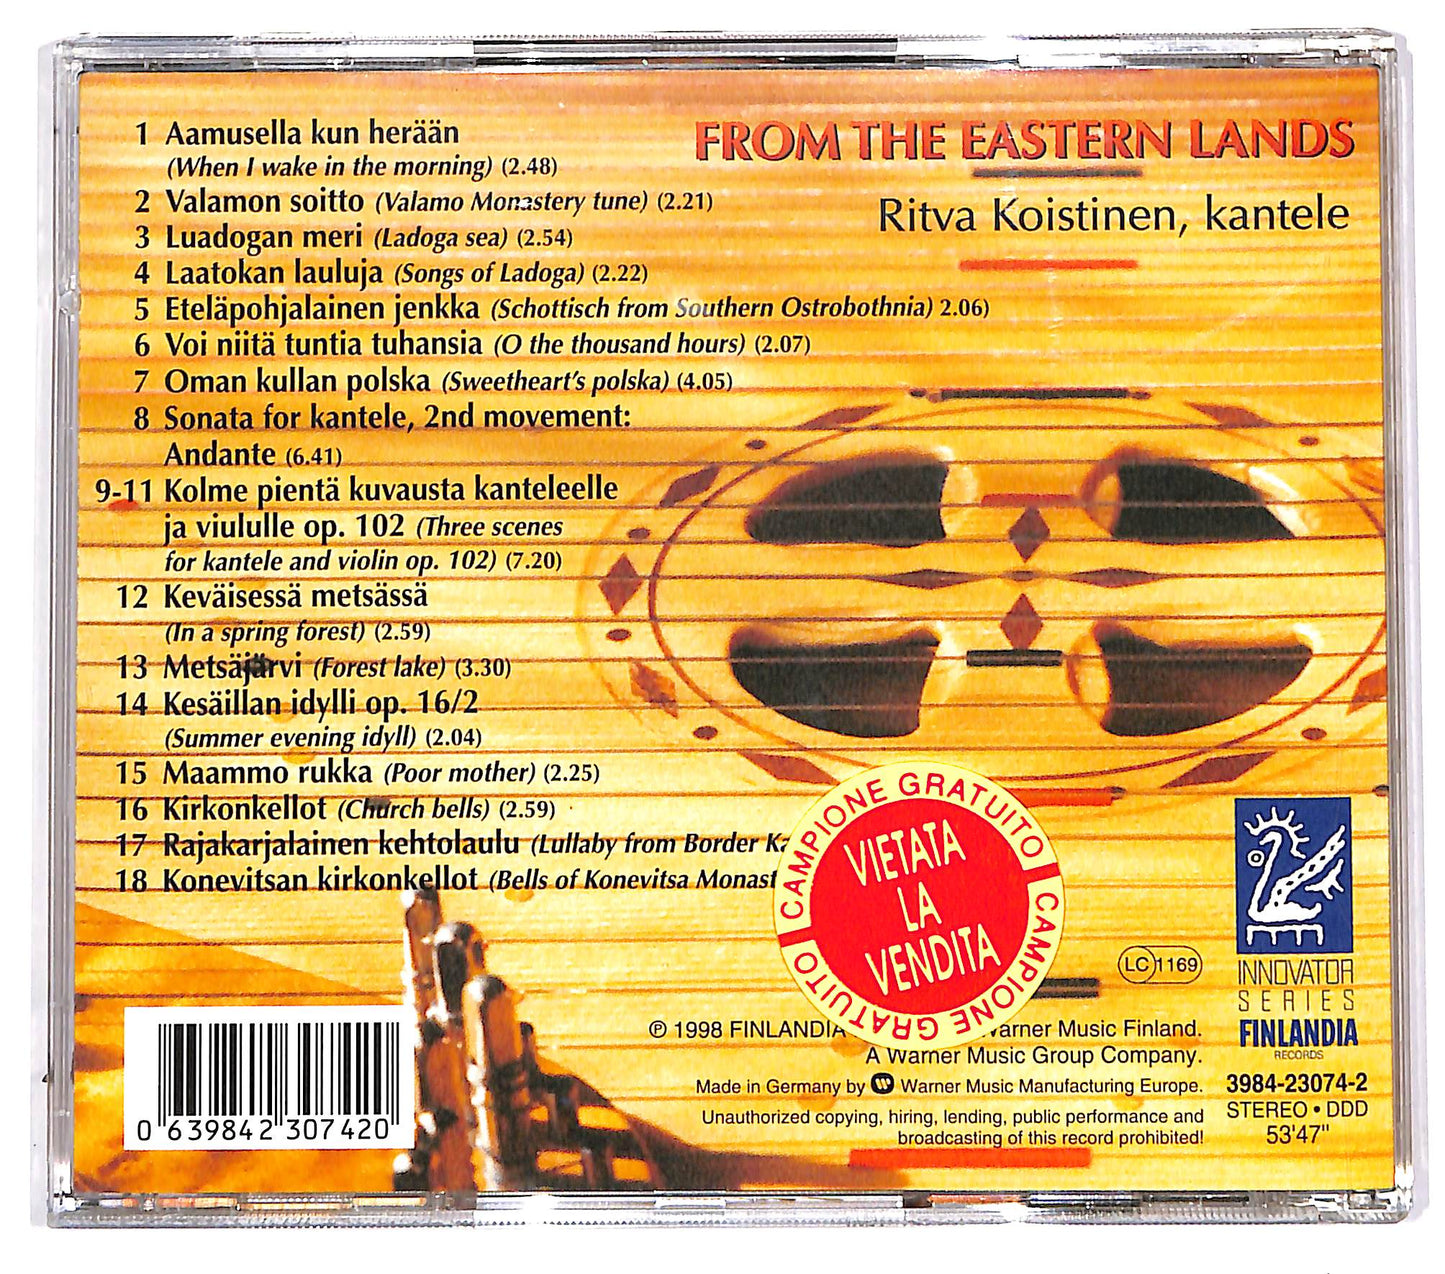 1 Aamusella kun herään
(When I wake in the morning) (2.48)
2 Valamon soitto (Valamo Monastery tune) (2.21)
3 Luadogan meri (Ladoga sea) (2.54)
4 Laatokan lauluja (Songs of Ladoga) (2.22)
5 Eteläpohjalainen jenkka (Schottisch from Southern Ostrobothnia) 2.06)
6 Voi niitä tuntia tuhansia (O the thousand hours) (2.07)
7 Oman kullan polska (Sweetheart's polska) (4.05)
8 Sonata for kantele, 2nd movement:
Andante (6.41)
9-11 Kolme pientä kuvausta kanteleelle
ja viululle op. 102 (Three scenes
for kantele and violin op. 102) (7.20)
12 Keväisessä metsässä
(In a spring forest) (2.59)
13 Metsäjärvi (Forest lake) (3.30)
14 Kesäillan idylli op. 16/2
(Summer evening idyll) (2.04)
15 Maammo rukka (Poor mother) (2.25)
16 Kirkonkellot (Church bells) (2.59)
17 Rajakarjalainen kehtolaulu (Lullaby from Border
18 Konevitsan kirkonkellot (Bells of Konevitsa
FROM THE EASTERN LANDS
Ritva Koistinen, kantele
CAMPIONE GRATUITO CAMPIONE GRATUITO
VIETATA
LA
VENDITA
LC 1169
INNOVATOR
SERIES
FINLANDIA
RECORDS
3984-23074-2
STEREO • DDD
53'47"
℗ 1998 FINLANDIA Warner Music Finland.
A Warner Music Group Company.
Made in Germany by Warner Music Manufacturing Europe.
Unauthorized copying, hiring, lending, public performance and
broadcasting of this record prohibited!
0 639842 307420